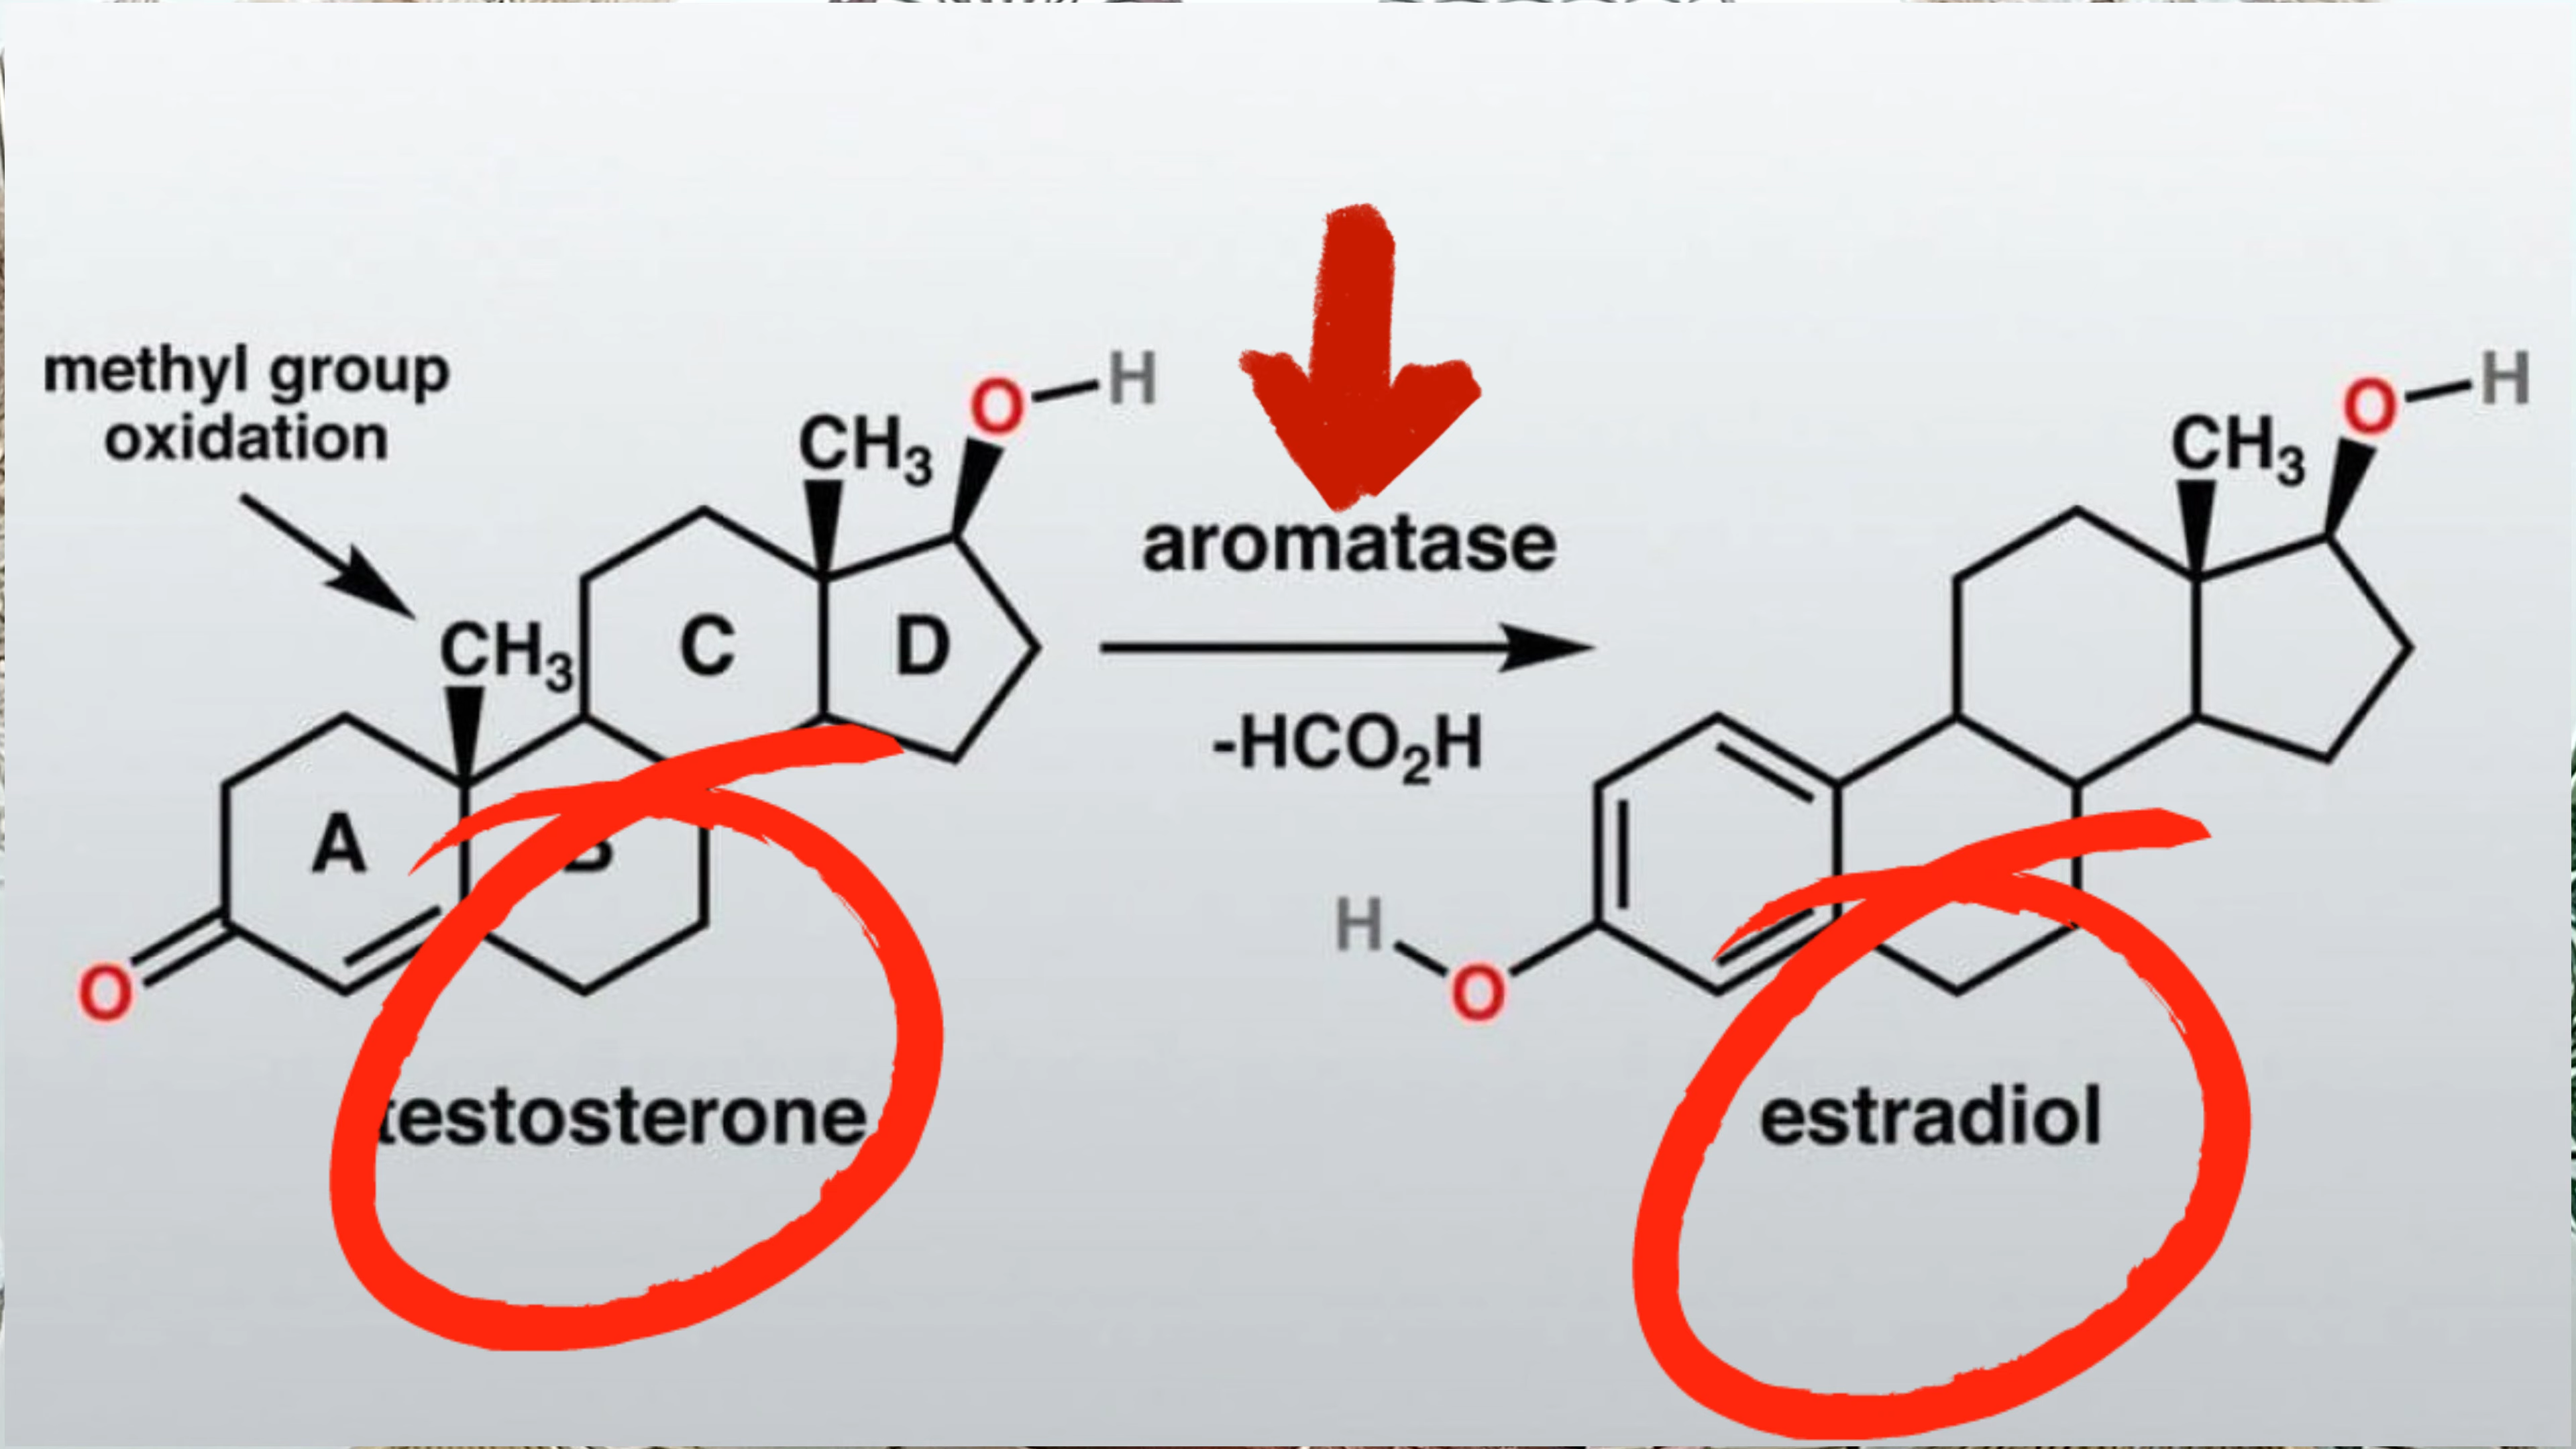 methyl group
oxidation
CH3
CH3
O
H
A
B
C
D
O
testosterone
aromatase
-HCO2H
CH3
O
H
H
O
estradiol